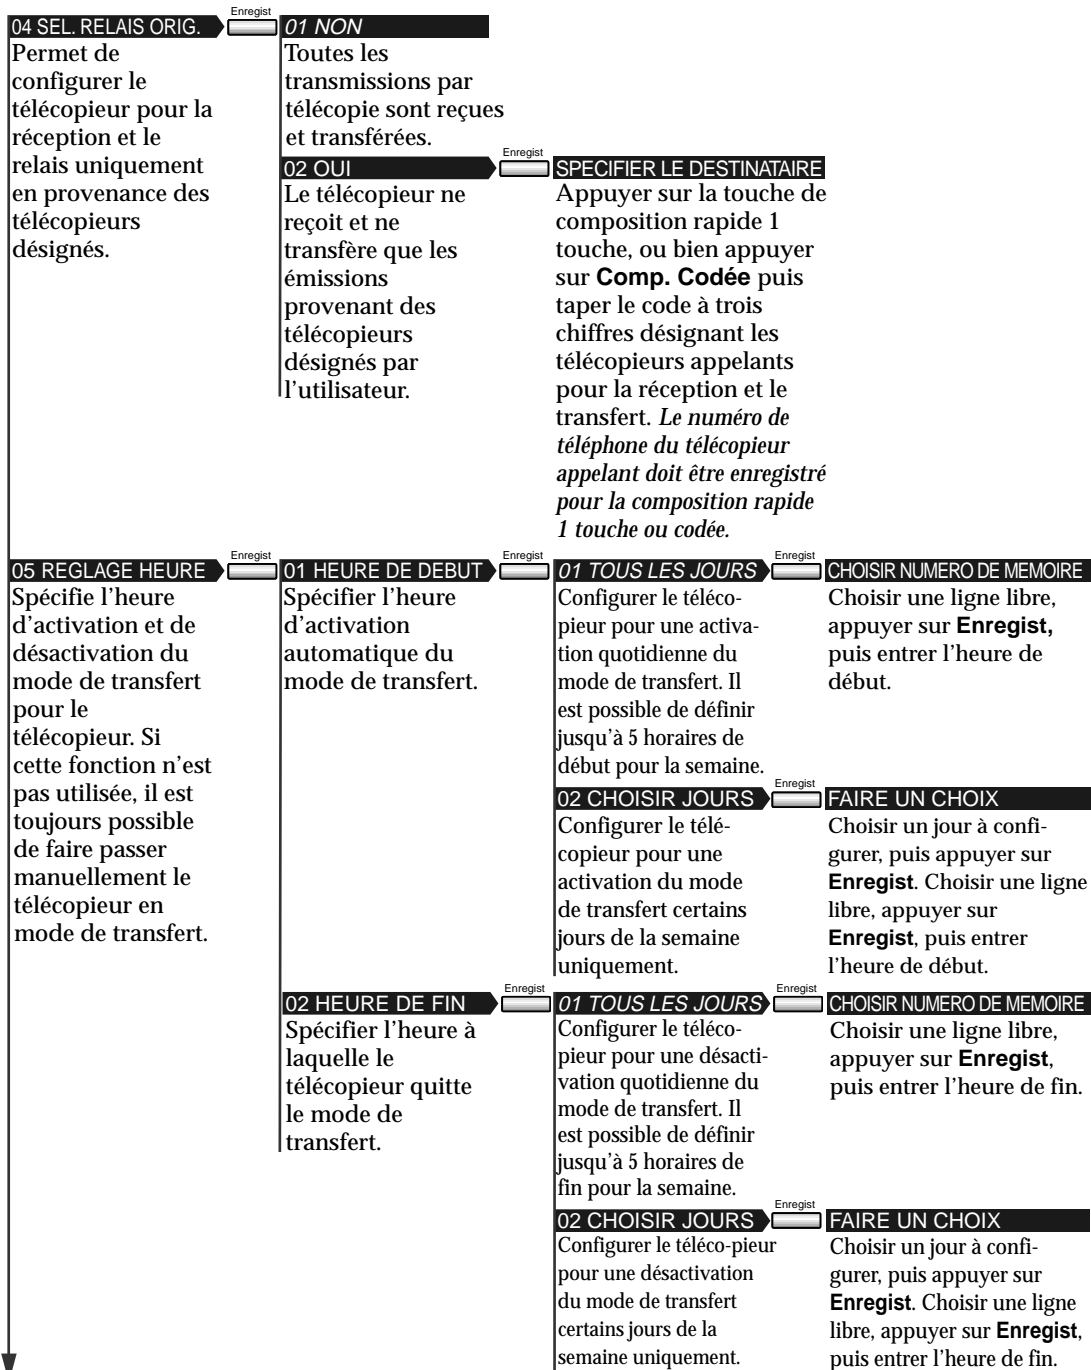 Enregist
04 SEL. RELAIS ORIG.
Permet de
configurer le
télécopieur pour la
réception et le
relais uniquement
en provenance des
télécopieurs
désignés.
01 NON
Toutes les
transmissions par
télécopie sont reçues
et transférées.
Enregist
02 OUI
Le télécopieur ne
reçoit et ne
transfère que les
émissions
provenant des
télécopieurs
désignés par
l'utilisateur.
SPECIFIER LE DESTINATAIRE
Appuyer sur la touche de
composition rapide 1
touche, ou bien appuyer
sur Comp. Codée puis
taper le code à trois
chiffres désignant les
télécopieurs appelants
pour la réception et le
transfert. Le numéro de
téléphone du télécopieur
appelant doit être enregistré
pour la composition rapide
1 touche ou codée.
Enregist
05 REGLAGE HEURE
Spécifie l'heure
d'activation et de
désactivation du
mode de transfert
pour le
télécopieur. Si
cette fonction n'est
pas utilisée, il est
toujours possible
de faire passer
manuellement le
télécopieur en
mode de transfert.
Enregist
01 HEURE DE DEBUT
Spécifier l'heure
d'activation
automatique du
mode de transfert.
Enregist
01 TOUS LES JOURS
Configurer le téléco-
pieur pour une activa-
tion quotidienne du
mode de transfert. Il
est possible de définir
jusqu'à 5 horaires de
début pour la semaine.
CHOISIR NUMERO DE MEMOIRE
Choisir une ligne libre,
appuyer sur Enregist,
puis entrer l'heure de
début.
Enregist
02 CHOISIR JOURS
Configurer le télé-
copieur pour une
activation du mode
de transfert certains
jours de la semaine
uniquement.
FAIRE UN CHOIX
Choisir un jour à confi-
gurer, puis appuyer sur
Enregist. Choisir une ligne
libre, appuyer sur
Enregist, puis entrer
l'heure de début.
Enregist
02 HEURE DE FIN
Spécifier l'heure à
laquelle le
télécopieur quitte
le mode de
transfert.
Enregist
01 TOUS LES JOURS
Configurer le téléco-
pieur pour une désacti-
vation quotidienne du
mode de transfert. Il
est possible de définir
jusqu'à 5 horaires de
fin pour la semaine.
CHOISIR NUMERO DE MEMOIRE
Choisir une ligne libre,
appuyer sur Enregist,
puis entrer l'heure de fin.
Enregist
02 CHOISIR JOURS
Configurer le téléco-pieur
pour une désactivation
du mode de transfert
certains jours de la
semaine uniquement.
FAIRE UN CHOIX
Choisir un jour à confi-
gurer, puis appuyer sur
Enregist. Choisir une ligne
libre, appuyer sur Enregist,
puis entrer l'heure de fin.